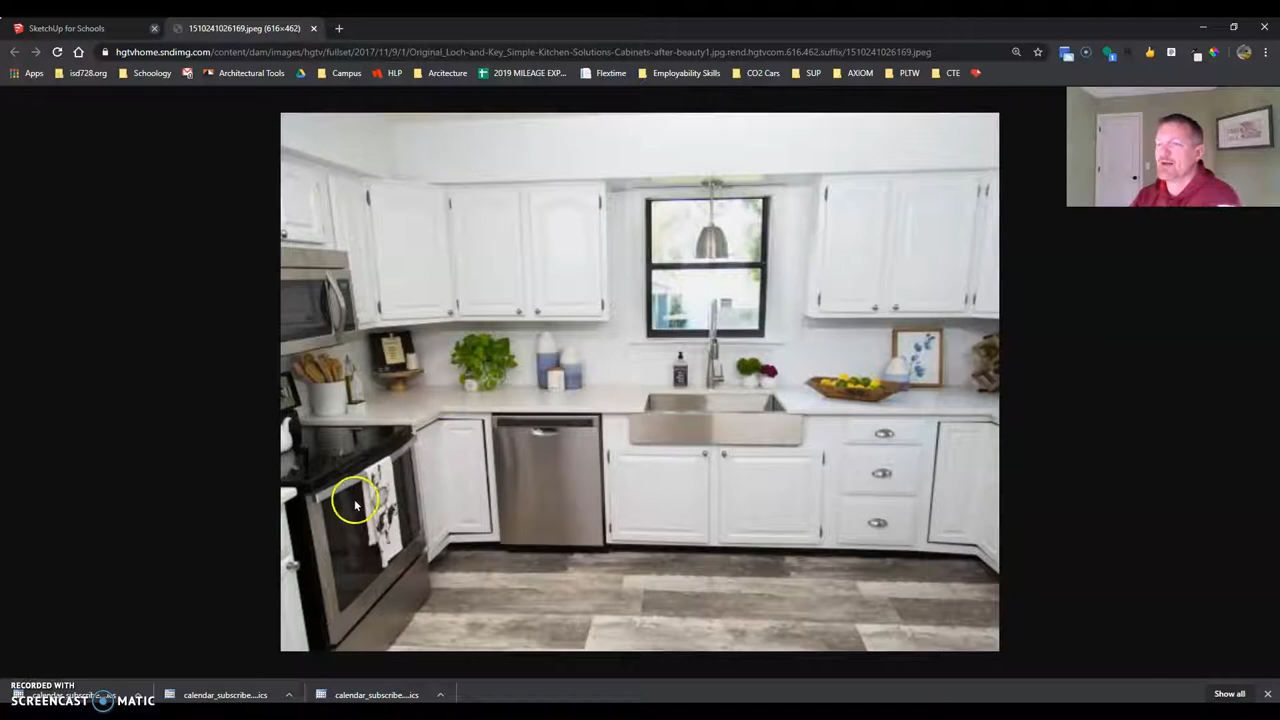 SketchUp for Schools
1510241026169.jpeg (616×462)
hgtvhome.sndimg.com/content/dam/images/hgtv/fullset/2017/11/9/1/Original_Loch-and-Key_Simple-Kitchen-Solutions-Cabinets-after-beauty1.jpg.rend.hgtvcom.616.462.suffix/1510241026169.jpeg
Apps
isd728.org
Schoology
Architectural Tools
Campus
HLP
Arcitecture
2019 MILEAGE EXP...
Flextime
Employability Skills
CO2 Cars
SUP
AXIOM
PLTW
CTE
RECORDED WITH
SCREENCAST MATIC
calendar_subscribe....ics
calendar_subscribe....ics
calendar_subscribe....ics
Show all